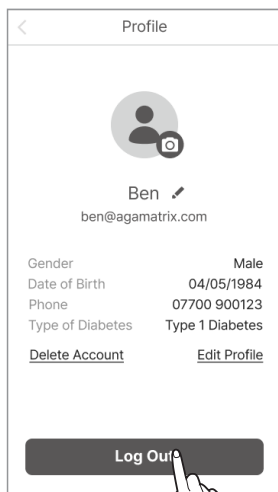 Profile
Ben
ben@agamatrix.com
Gender Male
Date of Birth 04/05/1984
Phone 07700 900123
Type of Diabetes Type 1 Diabetes
Delete Account Edit Profile
Log Out